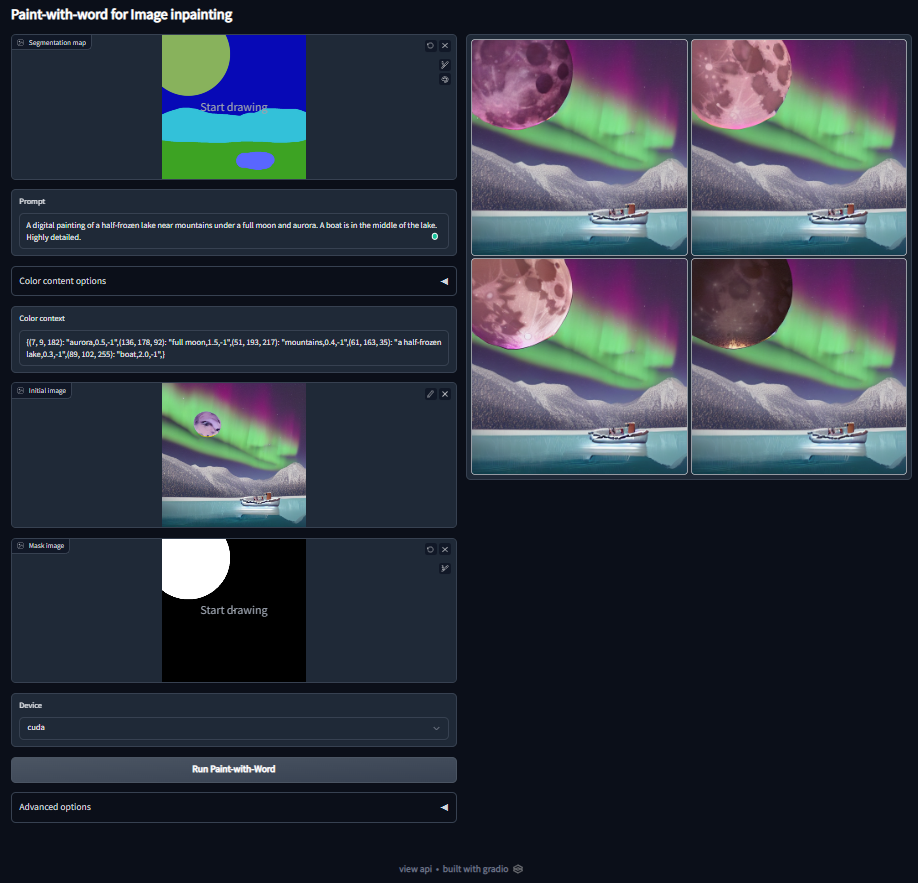 Paint-with-word for Image inpainting
Segmentation map
Start drawing
Prompt
A digital painting of a half-frozen lake near mountains under a full moon and aurora. A boat is in the middle of the lake.
Highly detailed.
Color content options
Color context
{(7, 9, 182): "aurora,0.5,-1",(136, 178, 92): "full moon,1.5,-1",(51, 193, 217): "mountains,0.4,-1",(61, 163, 35): "a half-frozen
lake,0.3,-1",(89, 102, 255): "boat,2.0,-1",}
Initial image
Mask image
Start drawing
Device
cuda
Run Paint-with-Word
Advanced options
view api • built with gradio